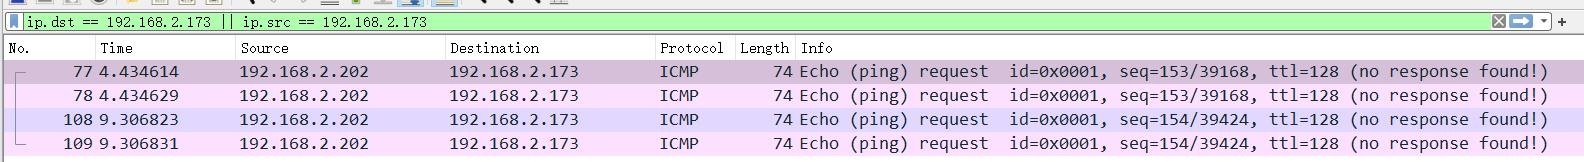 ip.dst == 192.168.2.173 || ip.src == 192.168.2.173
No. Time Source Destination Protocol Length Info
77 4.434614 192.168.2.202 192.168.2.173 ICMP 74 Echo (ping) request id=0x0001, seq=153/39168, ttl=128 (no response found!)
78 4.434629 192.168.2.202 192.168.2.173 ICMP 74 Echo (ping) request id=0x0001, seq=153/39168, ttl=128 (no response found!)
108 9.306823 192.168.2.202 192.168.2.173 ICMP 74 Echo (ping) request id=0x0001, seq=154/39424, ttl=128 (no response found!)
109 9.306831 192.168.2.202 192.168.2.173 ICMP 74 Echo (ping) request id=0x0001, seq=154/39424, ttl=128 (no response found!)